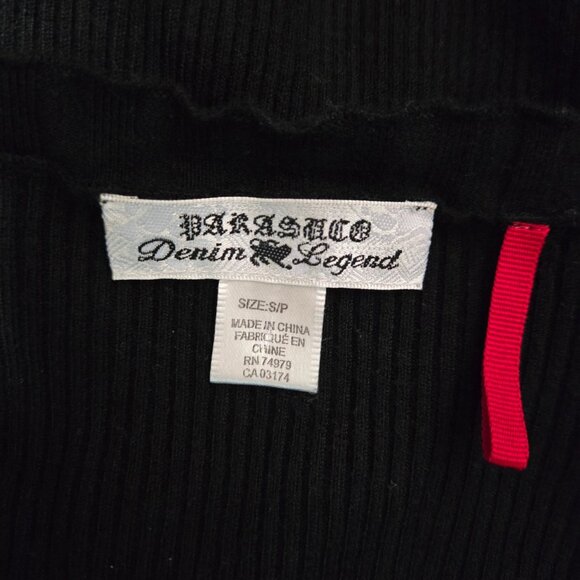 PARASUCO
Denim Legend
SIZE:S/P
MADE IN CHINA
FABRIQUÉ EN
CHINE
RN 74979
CA 03174